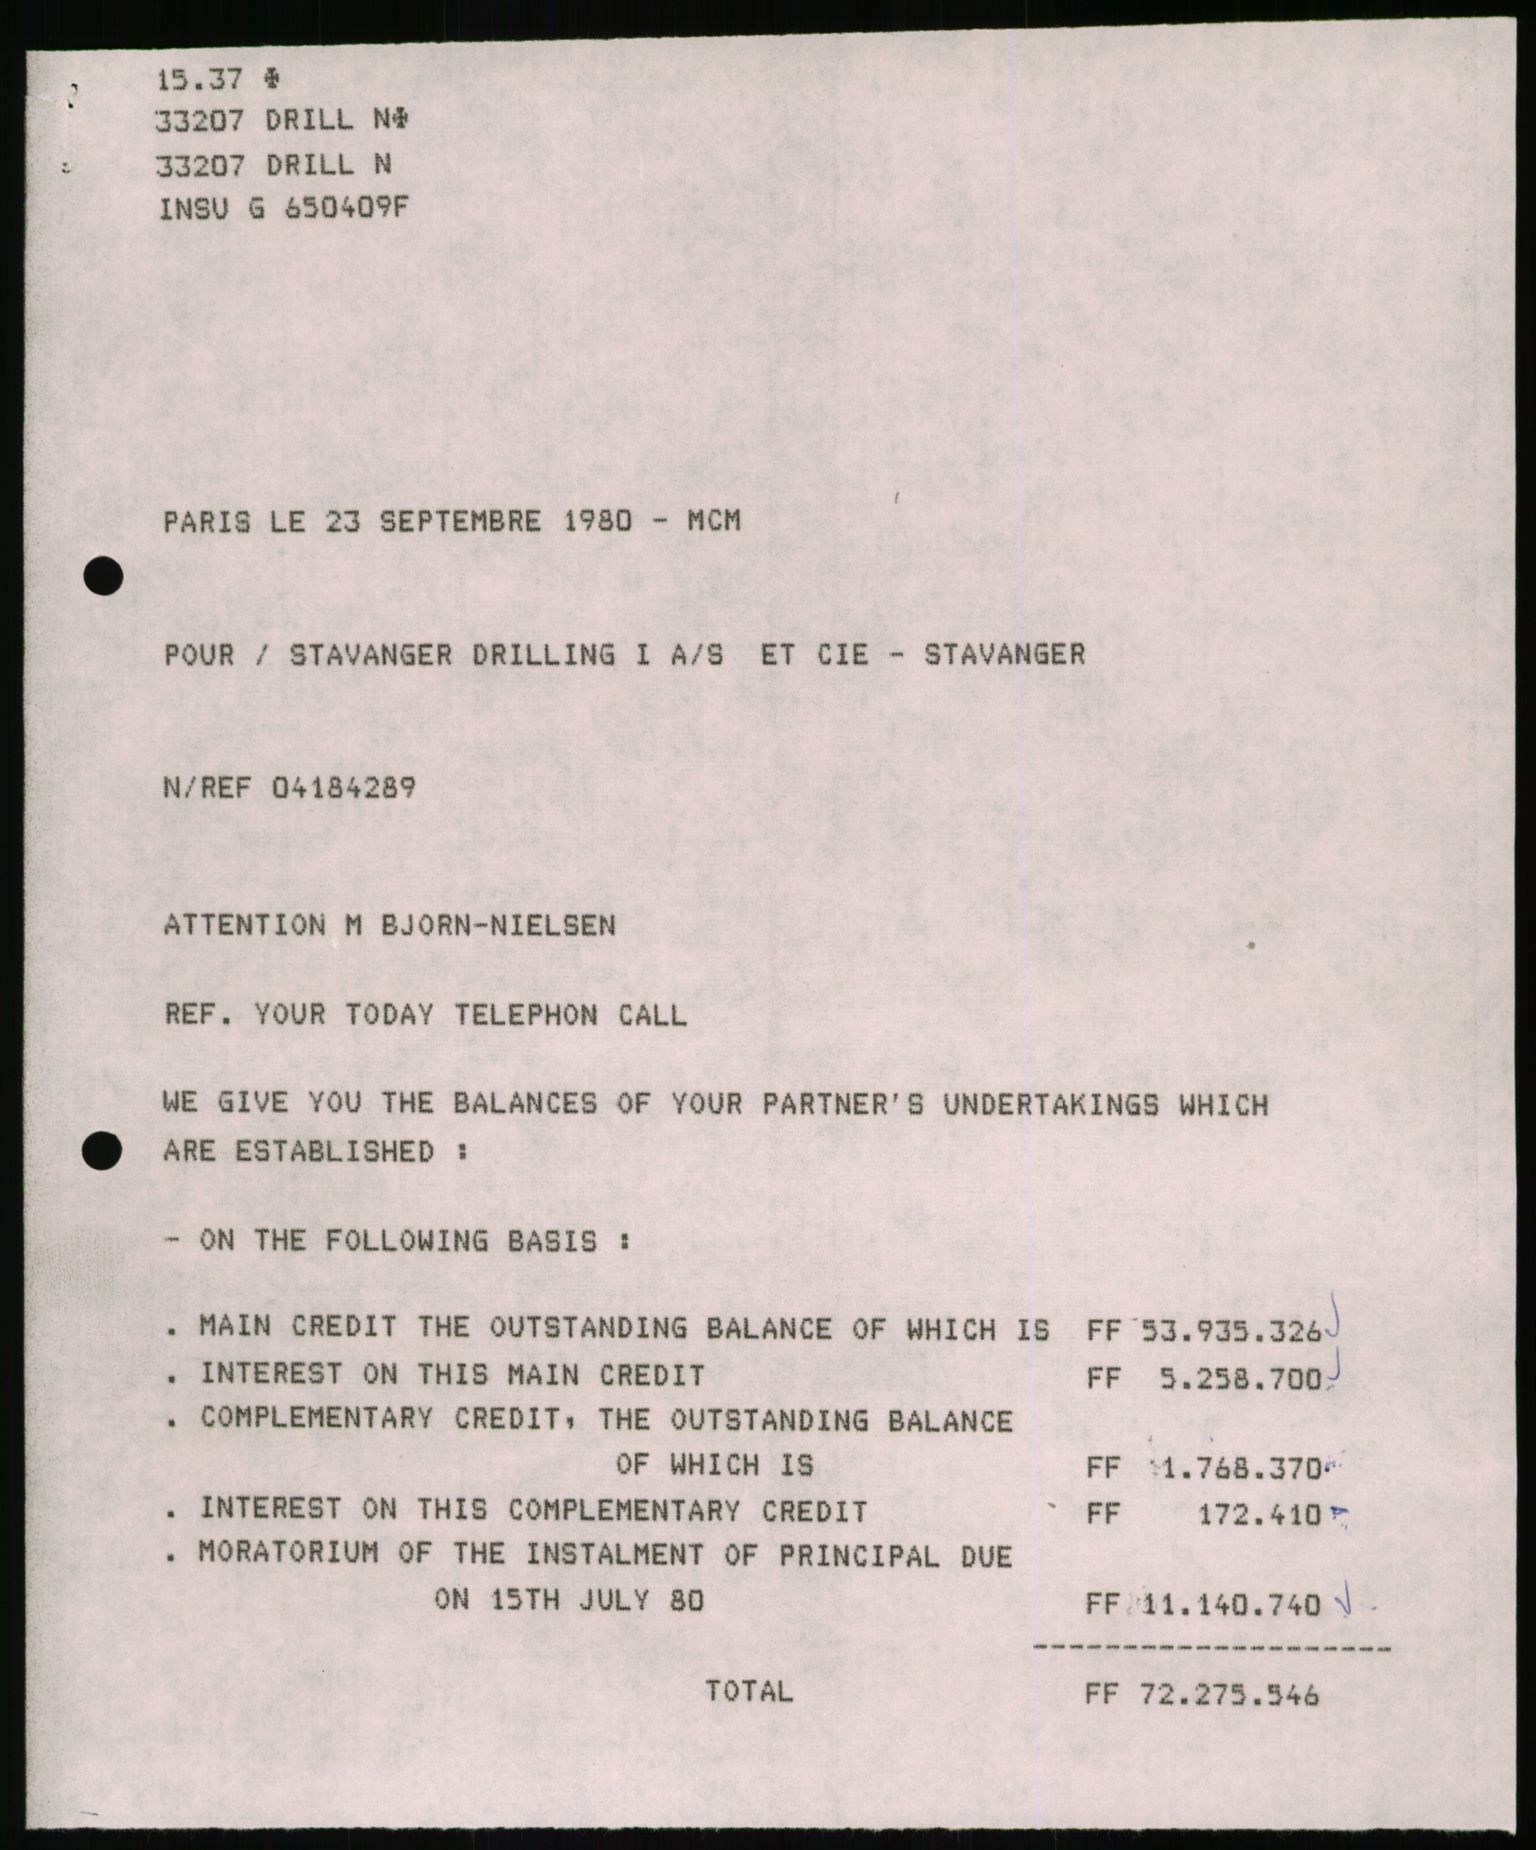 15.37 ✠
33207 DRILL N✠
33207 DRILL N
INSU G 650409F
PARIS LE 23 SEPTEMBRE 1980 - MCM
POUR / STAVANGER DRILLING I A/S  ET CIE - STAVANGER
N/REF 04184289
ATTENTION M BJORN-NIELSEN
REF. YOUR TODAY TELEPHON CALL
WE GIVE YOU THE BALANCES OF YOUR PARTNER'S UNDERTAKINGS WHICH
ARE ESTABLISHED :
- ON THE FOLLOWING BASIS :
. MAIN CREDIT THE OUTSTANDING BALANCE OF WHICH IS  FF 53.935.326
. INTEREST ON THIS MAIN CREDIT FF 5.258.700
. COMPLEMENTARY CREDIT, THE OUTSTANDING BALANCE
OF WHICH IS FF 1.768.370
. INTEREST ON THIS COMPLEMENTARY CREDIT FF 172.410
. MORATORIUM OF THE INSTALMENT OF PRINCIPAL DUE
ON 15TH JULY 80 FF 11.140.740
--------------------
TOTAL FF 72.275.546